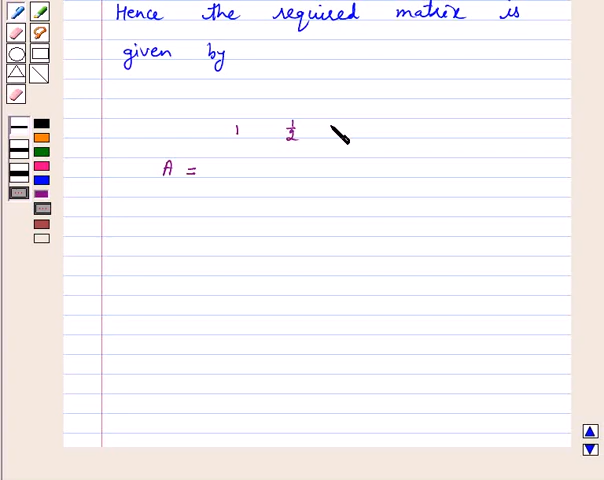 Hence the required matrix is
given by
1 1/2
A =